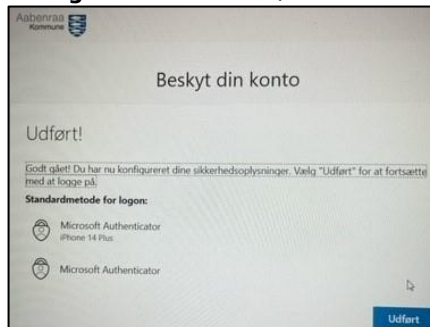 Aabenraa
Kommune
Beskyt din konto
Udført!
Godt gået! Du har nu konfigureret dine sikkerhedsoplysninger. Vælg "Udført" for at fortsætte
med at logge på.
Standardmetode for logon:
Microsoft Authenticator
iPhone 14 Plus
Microsoft Authenticator
Udført